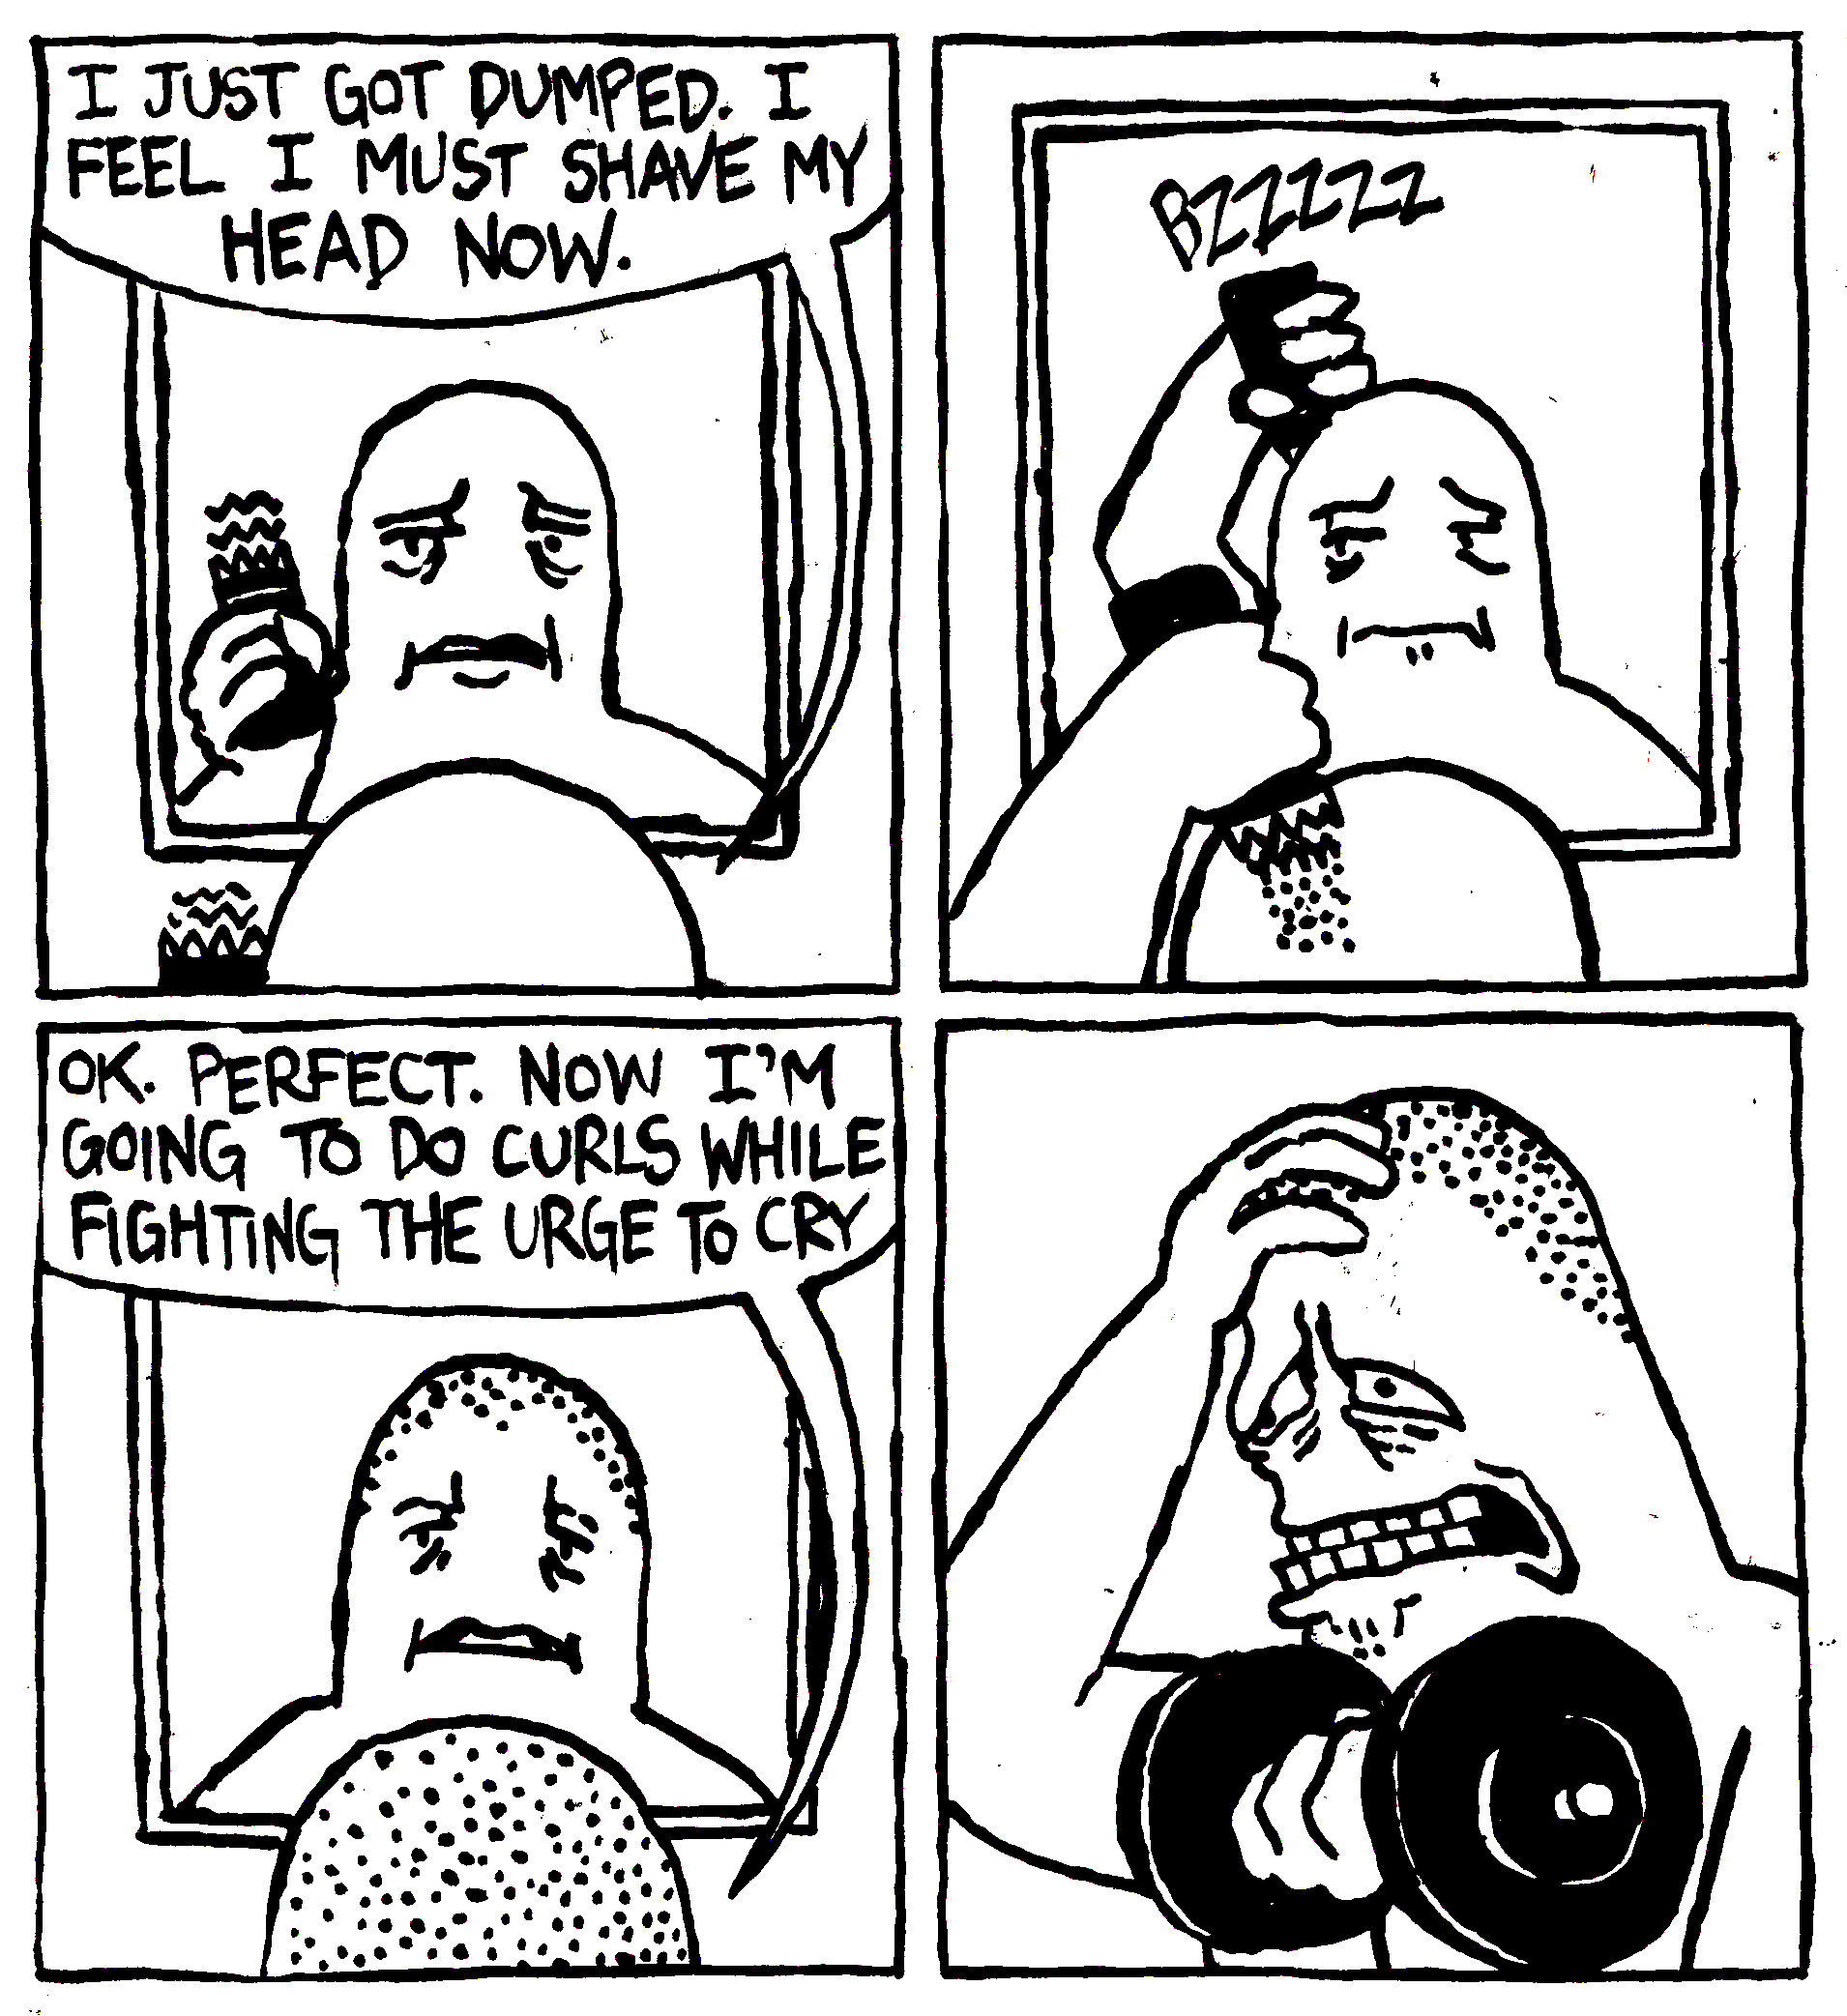 I JUST GOT DUMPED. I
FEEL I MUST SHAVE MY
HEAD NOW.
BZZZZZZ
OK. PERFECT. NOW I'M
GOING TO DO CURLS WHILE
FIGHTING THE URGE TO CRY